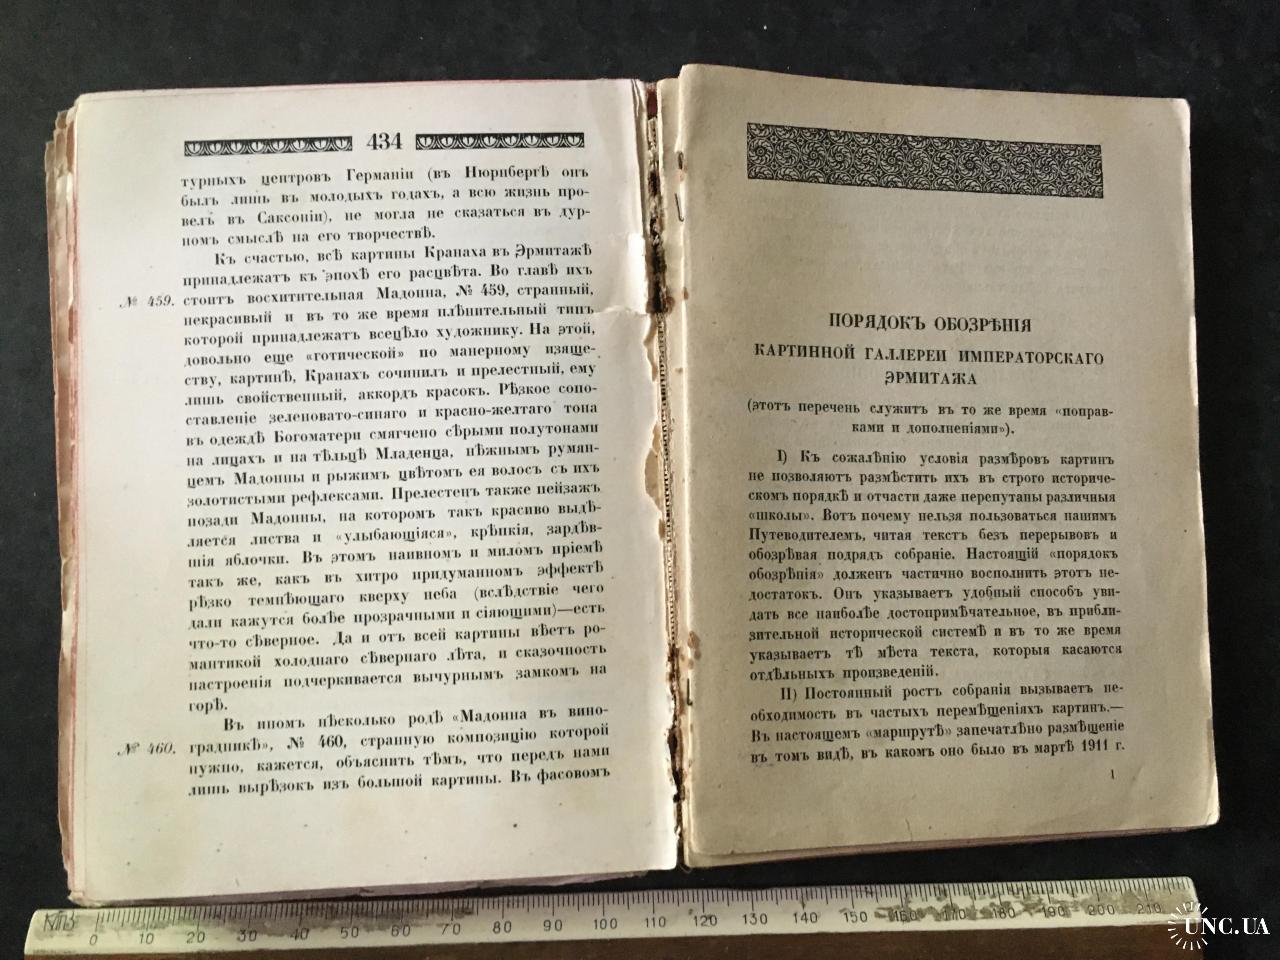 434
турныхъ центровъ Германіи (въ Нюрнбергѣ онъ
былъ лишь въ молодыхъ годахъ, а всю жизнь про-
велъ въ Саксоніи), не могла не сказаться въ дур-
номъ смыслѣ на его творчествѣ.
Къ счастью, всѣ картины Кранаха въ Эрмитажѣ
принадлежатъ къ эпохѣ его расцвѣта. Во главѣ ихъ
№ 459. стоитъ восхитительная Мадонна, № 459, странный,
некрасивый и въ то же время плѣнительный типъ
которой принадлежатъ всецѣло художнику. На этой,
довольно еще «готической» по манерному изяще-
ству, картинѣ, Кранахъ сочинилъ и прелестный, ему
лишь свойственный, аккордъ красокъ. Рѣзкое сопо-
ставленіе зеленовато-синяго и красно-желтаго тона
въ одеждѣ Богоматери смягчено сѣрыми полутонами
на лицахъ и на тѣльцѣ Младенца, нѣжнымъ румян-
цемъ Мадонны и рыжимъ цвѣтомъ ея волосъ съ ихъ
золотистыми рефлексами. Прелестенъ также пейзажъ
позади Мадонны, на которомъ такъ красиво выдѣ-
ляется листва и «улыбающіяся», крѣпкія, зардѣв-
шія яблочки. Въ этомъ наивномъ и миломъ пріемѣ
такъ же, какъ въ хитро придуманномъ эффектѣ
рѣзко темнѣющаго кверху неба (вслѣдствіе чего
дали кажутся болѣе прозрачными и сіяющими)—есть
что-то сѣверное. Да и отъ всей картины вѣетъ ро-
мантикой холоднаго сѣвернаго лѣта, и сказочность
настроенія подчеркивается вычурнымъ замкомъ на
горѣ.
Въ иномъ нѣсколько родѣ «Мадонна въ вино-
№ 460. градникѣ», № 460, странную композицію которой
нужно, кажется, объяснить тѣмъ, что передъ нами
лишь вырѣзокъ изъ большой картины. Въ фасовомъ
ПОРЯДОКЪ ОБОЗРѢНІЯ
КАРТИННОЙ ГАЛЛЕРЕИ ИМПЕРАТОРСКАГО
ЭРМИТАЖА
(этотъ перечень служитъ въ то же время «поправ-
ками и дополненіями»).
I) Къ сожалѣнію условія размѣровъ картинъ
не позволяютъ размѣстить ихъ въ строго историче-
скомъ порядкѣ и отчасти даже перепутаны различныя
«школы». Вотъ почему нельзя пользоваться нашимъ
Путеводителемъ, читая текстъ безъ перерывовъ и
обозрѣвая подрядъ собраніе. Настоящій «порядокъ
обозрѣнія» долженъ частично восполнить этотъ не-
достатокъ. Онъ указываетъ удобный способъ уви-
дать все наиболѣе достопримѣчательное, въ прибли-
зительной исторической системѣ и въ то же время
указываетъ тѣ мѣста текста, которыя касаются
отдѣльныхъ произведеній.
II) Постоянный ростъ собранія вызываетъ не-
обходимость въ частыхъ перемѣщеніяхъ картинъ.—
Въ настоящемъ «маршрутѣ» запечатлѣно размѣщеніе
въ томъ видѣ, въ какомъ оно было въ мартѣ 1911 г.
1
0 10 20 30 40 50 60 70 80 90 100 110 120 130 140 150 160 170 180 190 200 210
UNC.UA